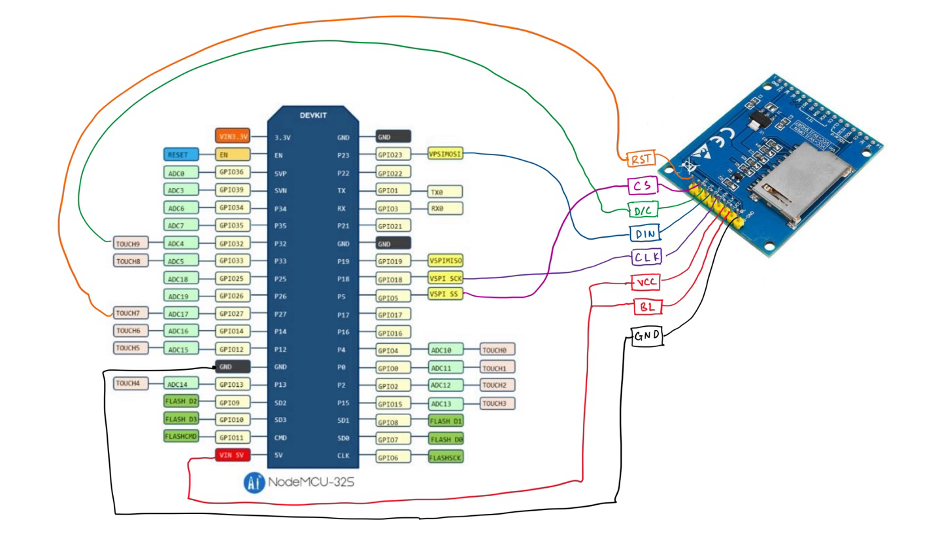 DEVKIT
VIN3.3V 3.3V GND GND
RESET EN EN P23 GPIO23 VPSIMOSI
ADC0 GPIO36 SVP P22 GPIO22
ADC3 GPIO39 SVN TX GPIO1 TX0
ADC6 GPIO34 P34 RX GPIO3 RX0
ADC7 GPIO35 P35 P21 GPIO21
TOUCH9 ADC4 GPIO32 P32 GND GND
TOUCH8 ADC5 GPIO33 P33 P19 GPIO19 VSPIMISO
ADC18 GPIO25 P25 P18 GPIO18 VSPI SCK
ADC19 GPIO26 P26 P5 GPIO5 VSPI SS
TOUCH7 ADC17 GPIO27 P27 P17 GPIO17
TOUCH6 ADC16 GPIO14 P14 P16 GPIO16
TOUCH5 ADC15 GPIO12 P12 P4 GPIO4 ADC10 TOUCH0
GND GND P0 GPIO0 ADC11 TOUCH1
TOUCH4 ADC14 GPIO13 P13 P2 GPIO2 ADC12 TOUCH2
FLASH D2 GPIO9 SD2 P15 GPIO15 ADC13 TOUCH3
FLASH D3 GPIO10 SD3 SD1 GPIO8 FLASH D1
FLASHCMD GPIO11 CMD SD0 GPIO7 FLASH D0
VIN 5V 5V CLK GPIO6 FLASHSCK
Ai NodeMCU-32S
RST
CS
D/C
DIN
CLK
VCC
BL
GND
CE